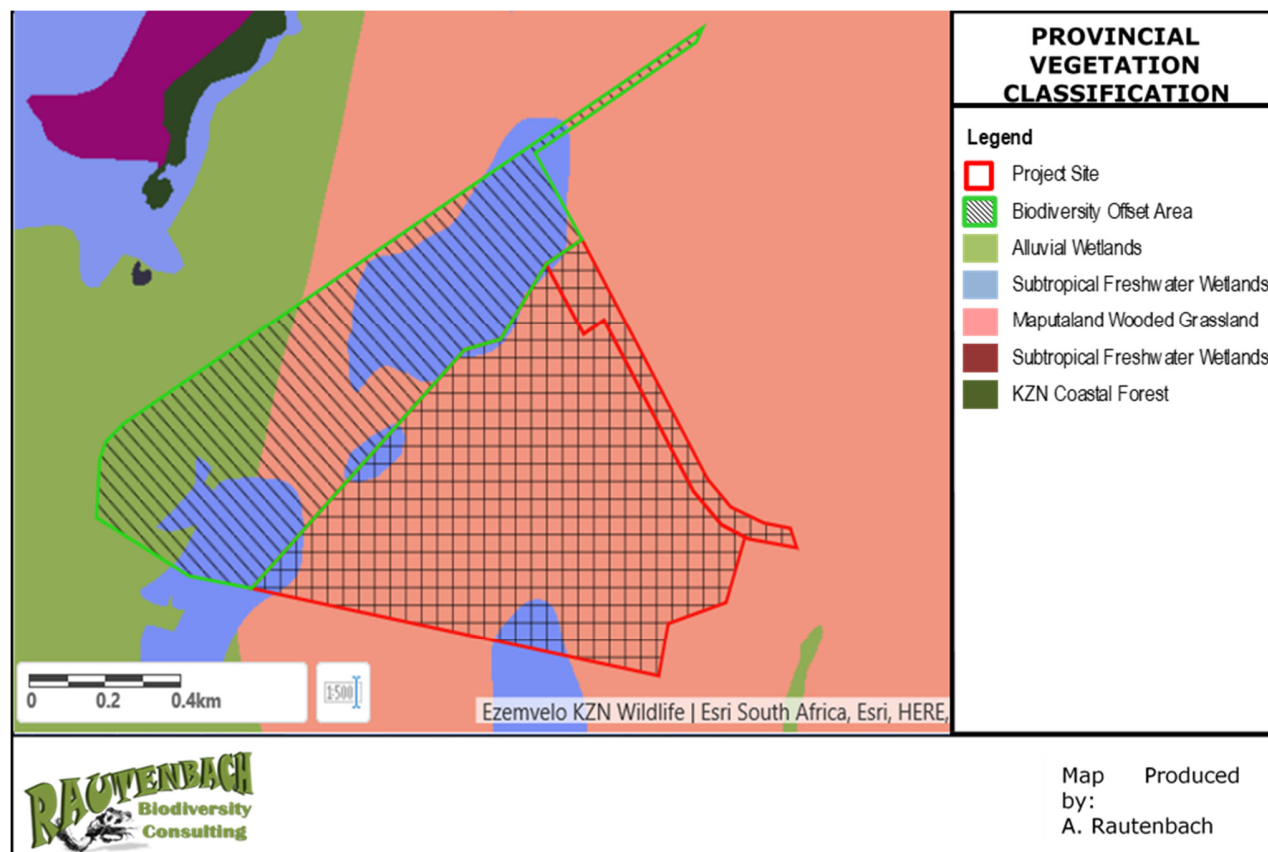 PROVINCIAL
VEGETATION
CLASSIFICATION
Legend
Project Site
Biodiversity Offset Area
Alluvial Wetlands
Subtropical Freshwater Wetlands
Maputaland Wooded Grassland
Subtropical Freshwater Wetlands
KZN Coastal Forest
0 0.2 0.4km
1:500
Ezemvelo KZN Wildlife | Esri South Africa, Esri, HERE,
RAUTENBACH
Biodiversity
Consulting
Map Produced
by:
A. Rautenbach